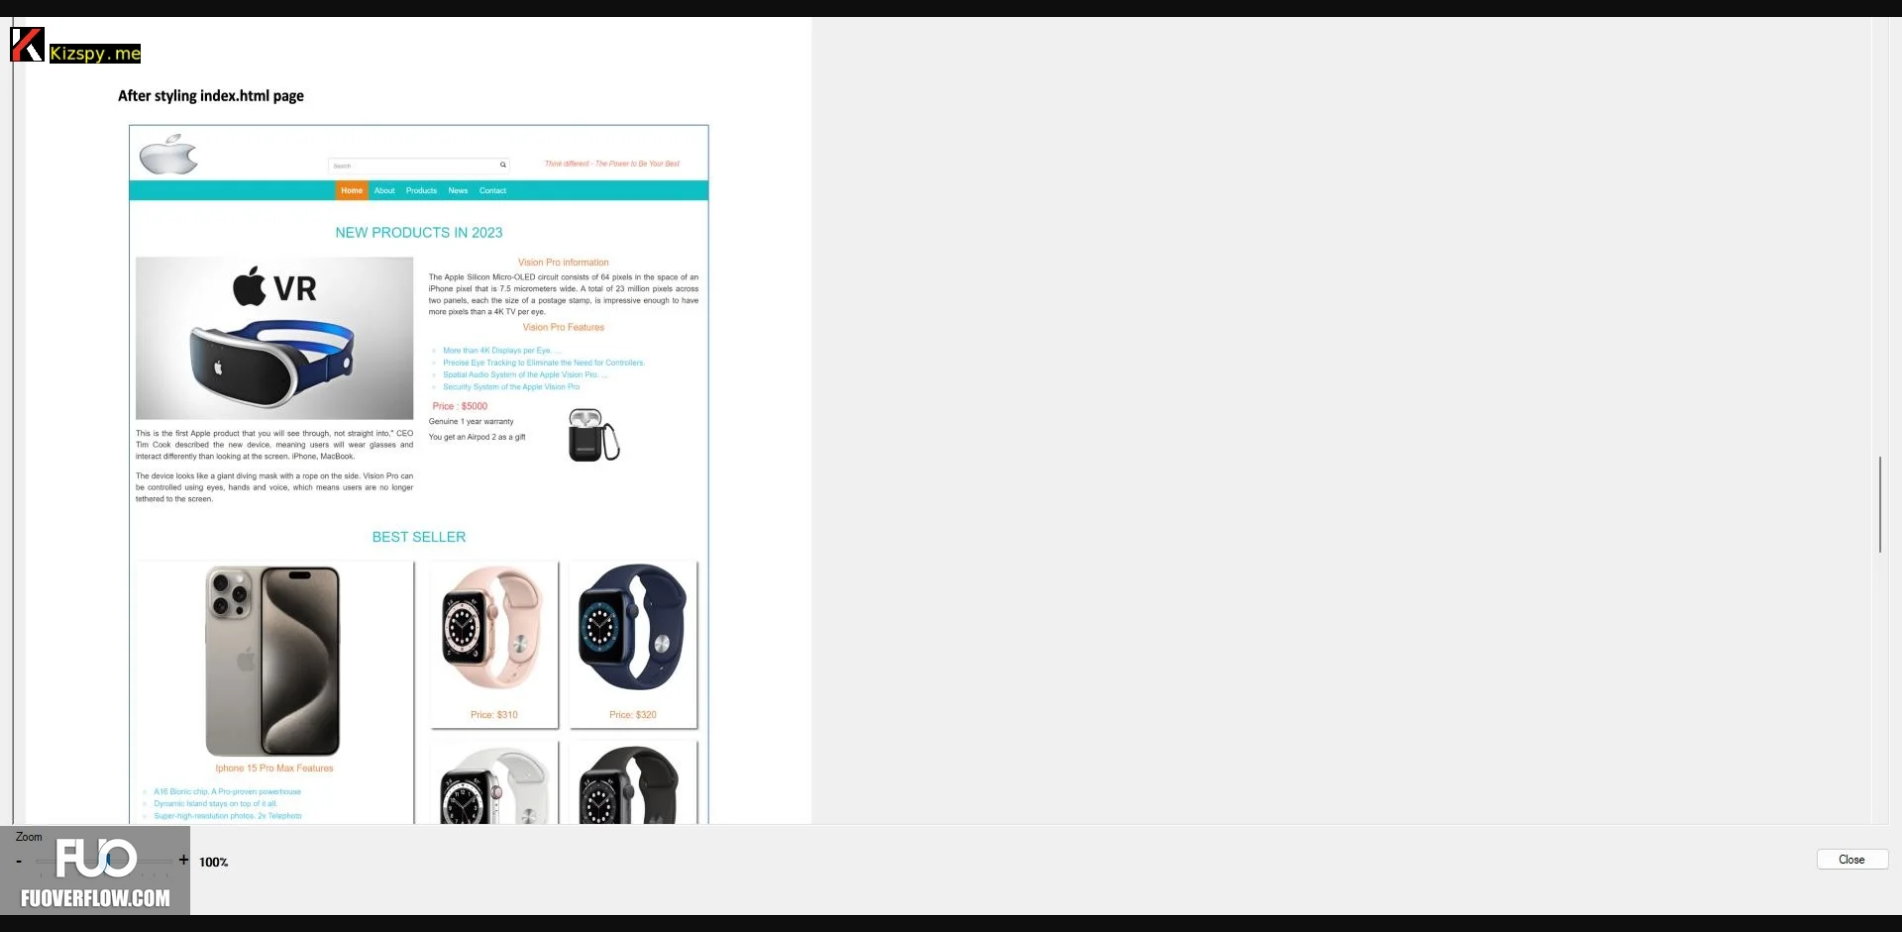 Kizspy.me
After styling index.html page
Search
Think different - The Power to Be Your Best
Home About Products News Contact
NEW PRODUCTS IN 2023
VR
This is the first Apple product that you will see through, not straight into," CEO
Tim Cook described the new device, meaning users will wear glasses and
interact differently than looking at the screen. iPhone, MacBook.
The device looks like a giant diving mask with a rope on the side. Vision Pro can
be controlled using eyes, hands and voice, which means users are no longer
tethered to the screen.
Vision Pro information
The Apple Silicon Micro-OLED circuit consists of 64 pixels in the space of an
iPhone pixel that is 7.5 micrometers wide. A total of 23 million pixels across
two panels, each the size of a postage stamp, is impressive enough to have
more pixels than a 4K TV per eye.
Vision Pro Features
More than 4K Displays per Eye. ...
Precise Eye Tracking to Eliminate the Need for Controllers.
Spatial Audio System of the Apple Vision Pro. ...
Security System of the Apple Vision Pro
Price : $5000
Genuine 1 year warranty
You get an Airpod 2 as a gift
BEST SELLER
Iphone 15 Pro Max Features
A16 Bionic chip. A Pro-proven powerhouse
Dynamic Island stays on top of it all.
Super-high-resolution photos. 2x Telephoto
Price: $310
Price: $320
Zoom
- + 100%
FUO
FUOVERFLOW.COM
Close